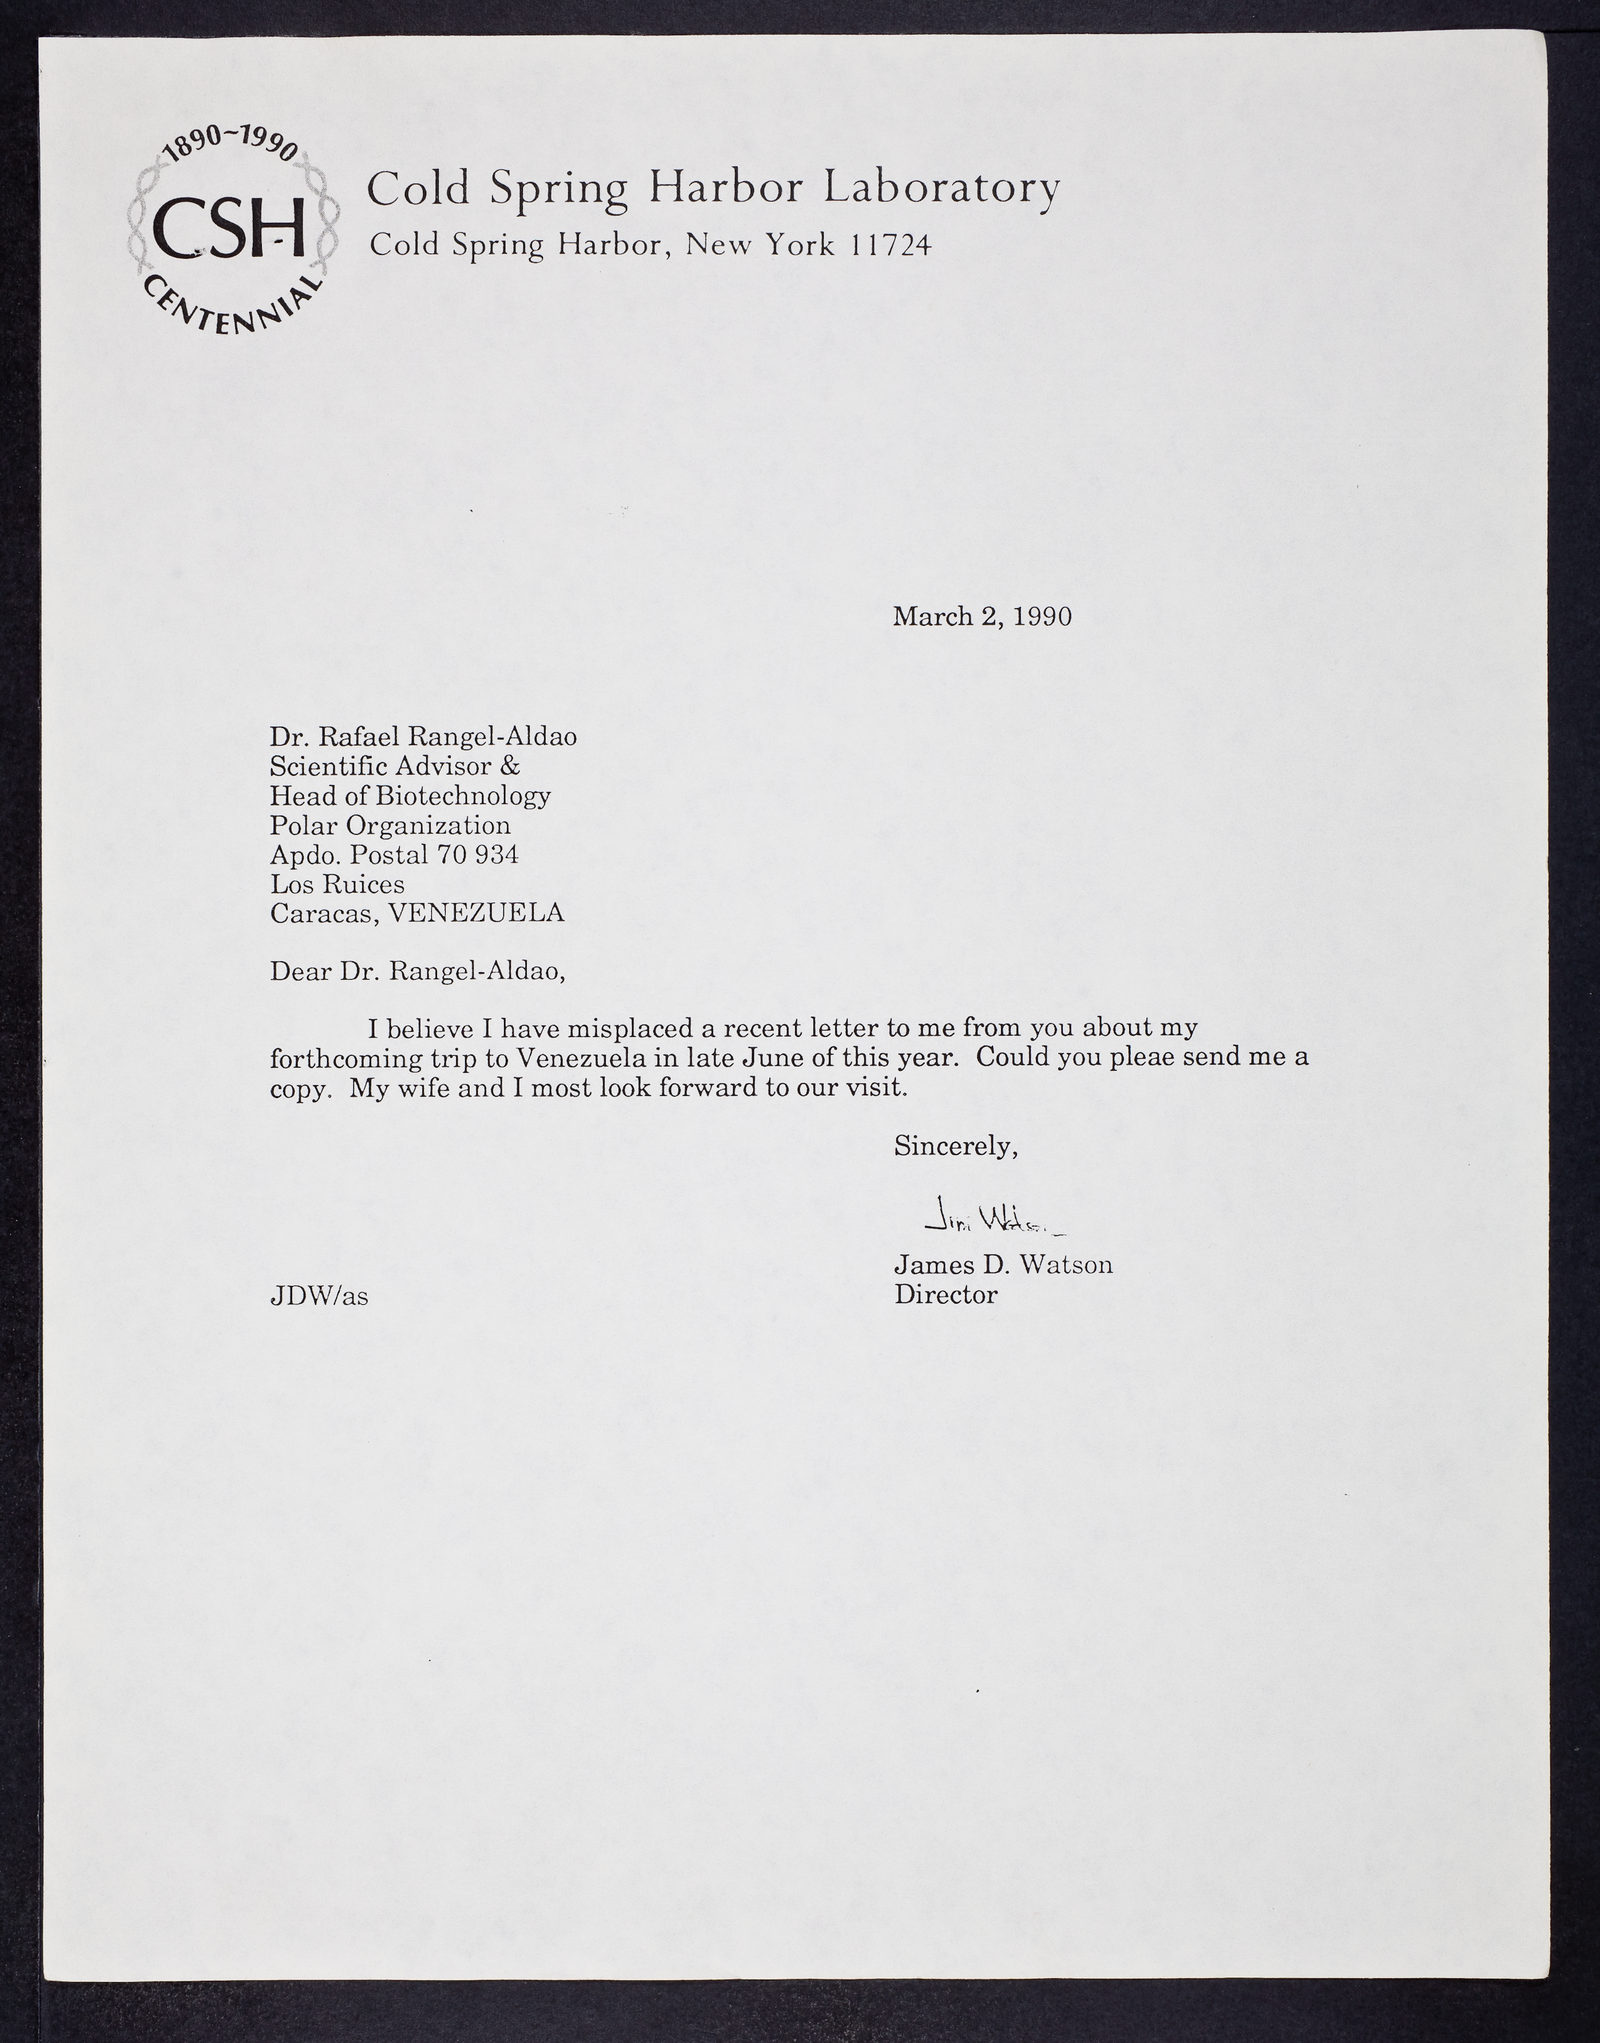 1890~1990
CSH
CENTENNIAL
Cold Spring Harbor Laboratory
Cold Spring Harbor, New York 11724
March 2, 1990
Dr. Rafael Rangel-Aldao
Scientific Advisor &
Head of Biotechnology
Polar Organization
Apdo. Postal 70 934
Los Ruices
Caracas, VENEZUELA
Dear Dr. Rangel-Aldao,
I believe I have misplaced a recent letter to me from you about my
forthcoming trip to Venezuela in late June of this year. Could you pleae send me a
copy. My wife and I most look forward to our visit.
Sincerely,
Jim Watson
James D. Watson
JDW/as
Director